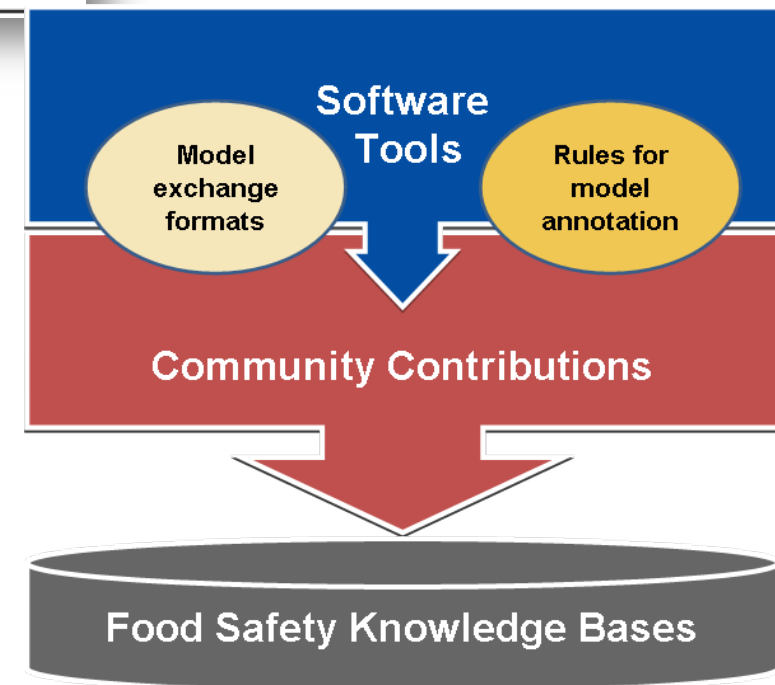 Software
Tools
Model
exchange
formats
Rules for
model
annotation
Community Contributions
Food Safety Knowledge Bases